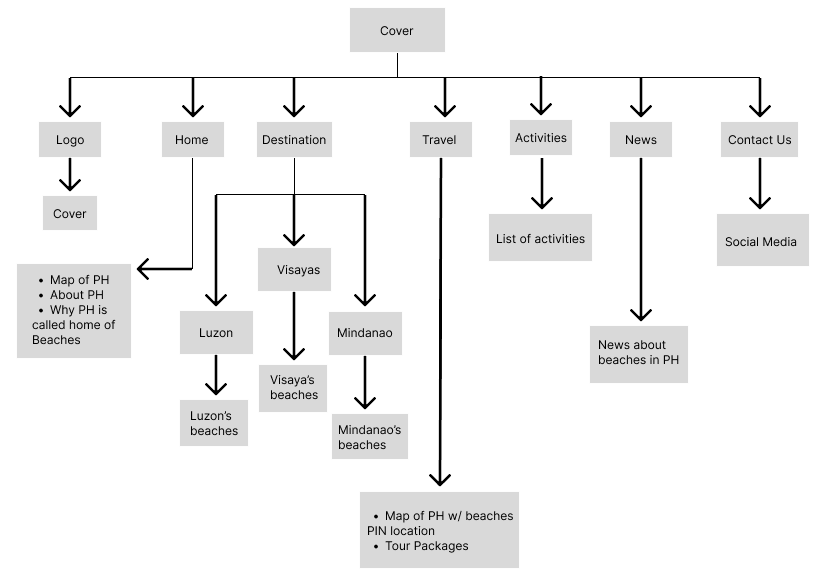 Cover
Logo
Home
Destination
Travel
Activities
News
Contact Us
Cover
List of activities
Social Media
• Map of PH
• About PH
• Why PH is
called home of
Beaches
Visayas
Luzon
Mindanao
News about
beaches in PH
Visaya's
beaches
Luzon's
beaches
Mindanao's
beaches
• Map of PH w/ beaches
PIN location
• Tour Packages